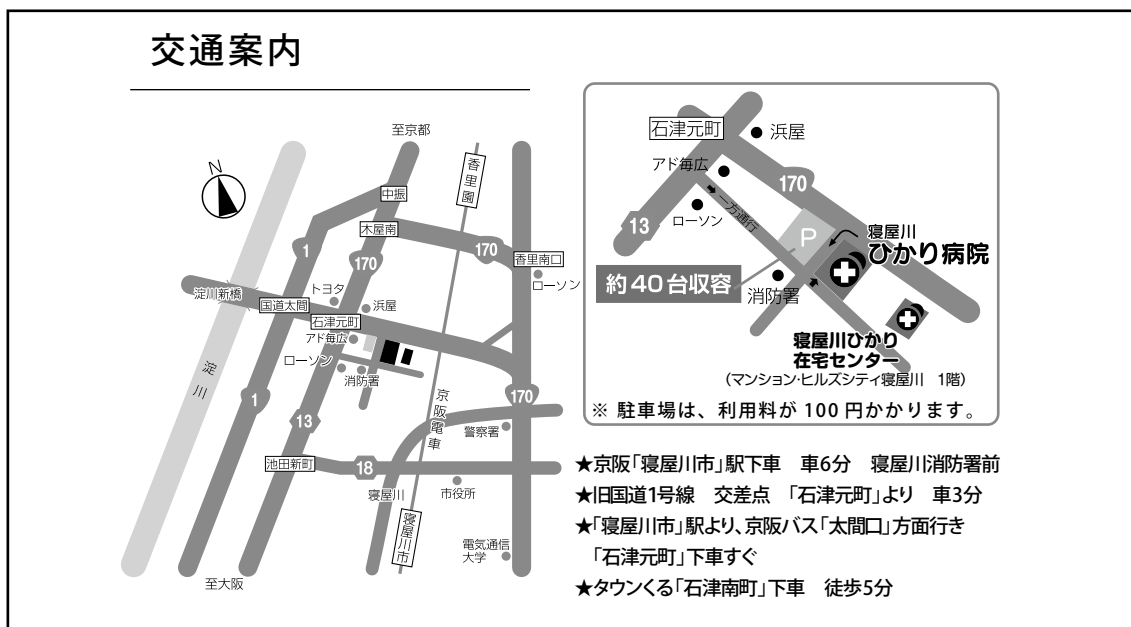 交通案内
至京都
N
香里園
中振
木屋南
1
170
170
香里南口
ローソン
淀川新橋
国道太間
トヨタ
浜屋
石津元町
アド毎広
ローソン
消防署
淀川
1
13
京阪電車
170
警察署
池田新町
18
寝屋川
市役所
寝屋川市
電気通信
大学
至大阪
石津元町
浜屋
アド毎広
170
一方通行
13
ローソン
P
寝屋川
ひかり病院
約40台収容
消防署
寝屋川ひかり
在宅センター
(マンション・ヒルズシティ寝屋川 1階)
※ 駐車場は、利用料が100円かかります。
★京阪「寝屋川市」駅下車 車6分 寝屋川消防署前
★旧国道1号線 交差点 「石津元町」より 車3分
★「寝屋川市」駅より、京阪バス「太間口」方面行き
「石津元町」下車すぐ
★タウンくる「石津南町」下車 徒歩5分